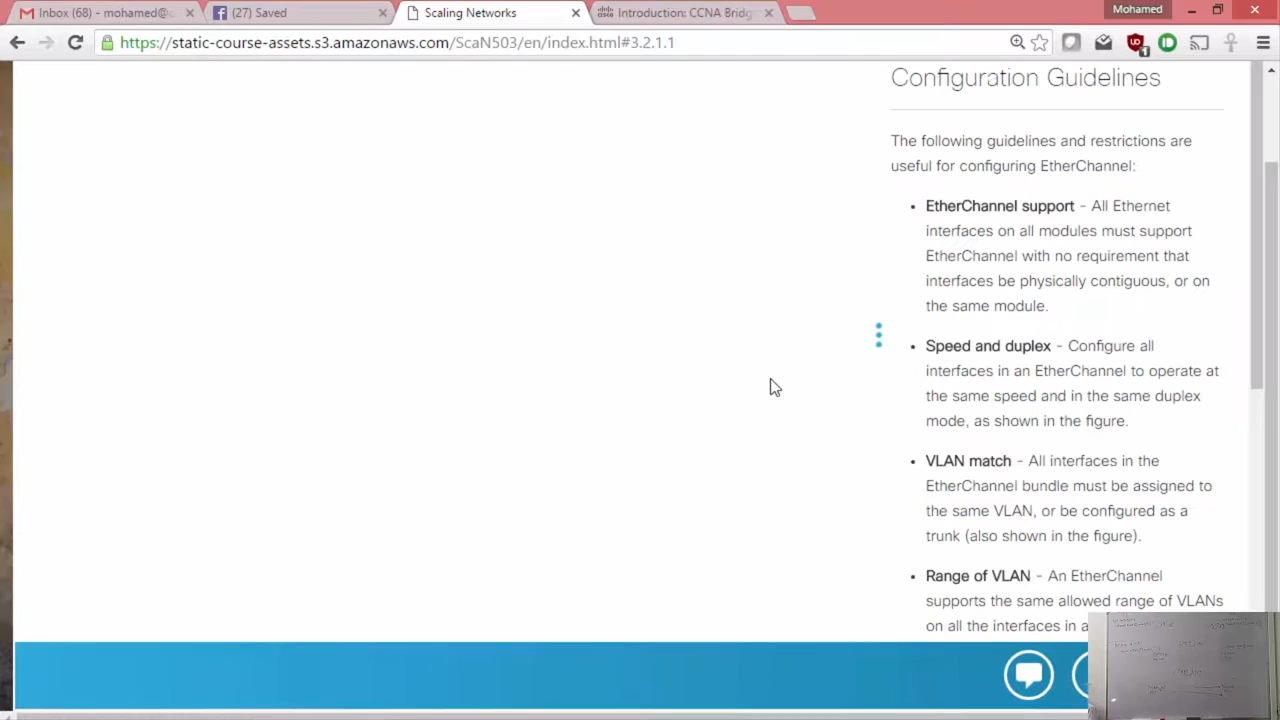 Inbox (68) - mohamed@
(27) Saved
Scaling Networks
Introduction: CCNA Bridg
Mohamed
https://static-course-assets.s3.amazonaws.com/ScaN503/en/index.html#3.2.1.1
1
Configuration Guidelines
The following guidelines and restrictions are
useful for configuring EtherChannel:
• EtherChannel support - All Ethernet
interfaces on all modules must support
EtherChannel with no requirement that
interfaces be physically contiguous, or on
the same module.
• Speed and duplex - Configure all
interfaces in an EtherChannel to operate at
the same speed and in the same duplex
mode, as shown in the figure.
• VLAN match - All interfaces in the
EtherChannel bundle must be assigned to
the same VLAN, or be configured as a
trunk (also shown in the figure).
• Range of VLAN - An EtherChannel
supports the same allowed range of VLANs
on all the interfaces in a